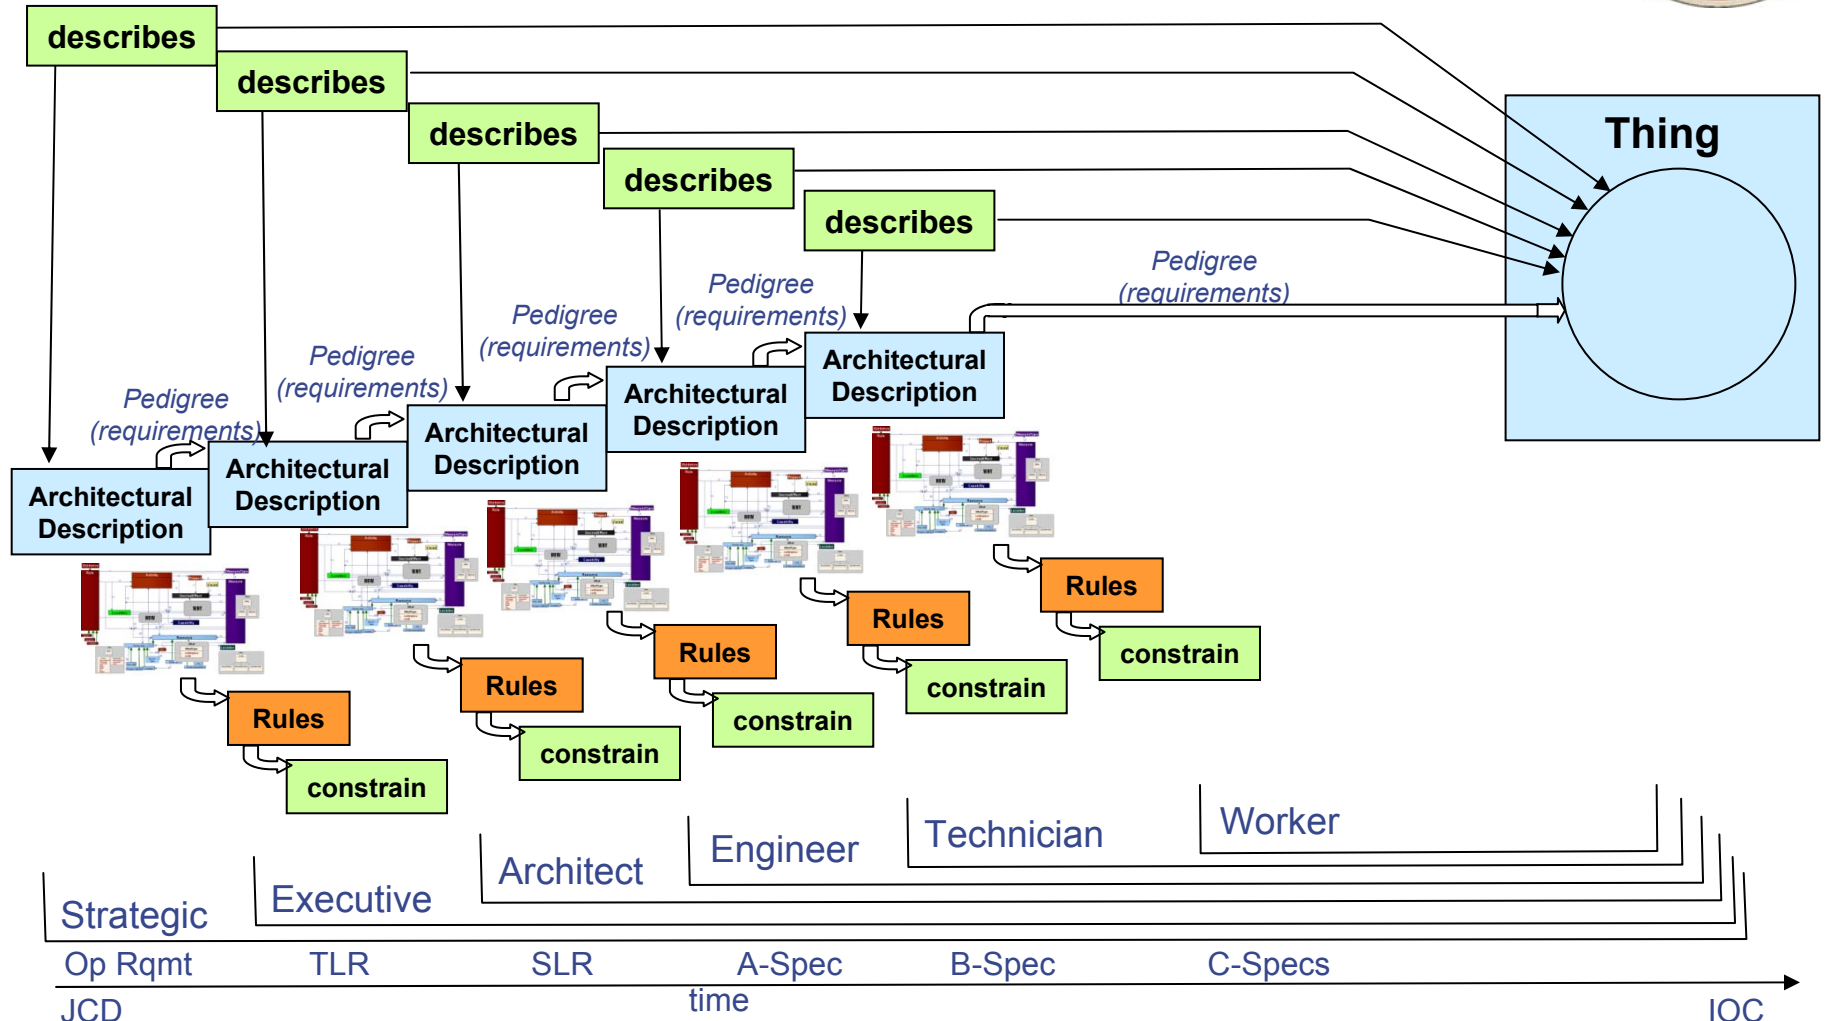 describes
describes
describes
describes
describes
Thing
Pedigree
(requirements)
Pedigree
(requirements)
Pedigree
(requirements)
Pedigree
(requirements)
Pedigree
(requirements)
Architectural
Description
Architectural
Description
Architectural
Description
Architectural
Description
Architectural
Description
Rules
constrain
Rules
constrain
Rules
constrain
Rules
constrain
Rules
constrain
Strategic
Executive
Architect
Engineer
Technician
Worker
Op Rqmt
TLR
SLR
A-Spec
B-Spec
C-Specs
time
JCD
IOC